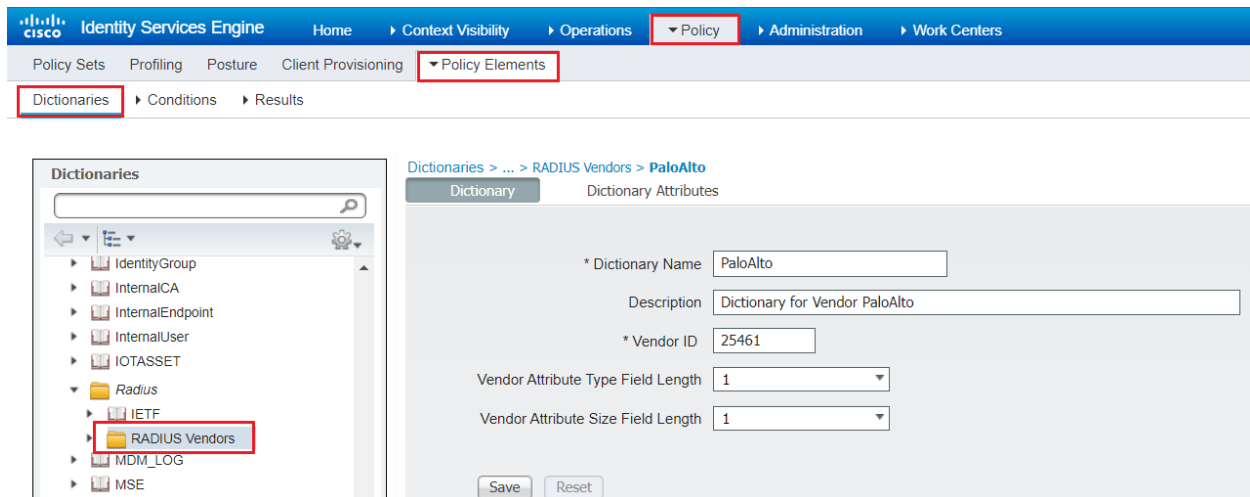 cisco Identity Services Engine Home Context Visibility Operations Policy Administration Work Centers
Policy Sets Profiling Posture Client Provisioning Policy Elements
Dictionaries Conditions Results
Dictionaries
IdentityGroup
InternalCA
InternalEndpoint
InternalUser
IOTASSET
Radius
IETF
RADIUS Vendors
MDM_LOG
MSE
Dictionaries > ... > RADIUS Vendors > PaloAlto
Dictionary Dictionary Attributes
* Dictionary Name PaloAlto
Description Dictionary for Vendor PaloAlto
* Vendor ID 25461
Vendor Attribute Type Field Length 1
Vendor Attribute Size Field Length 1
Save Reset